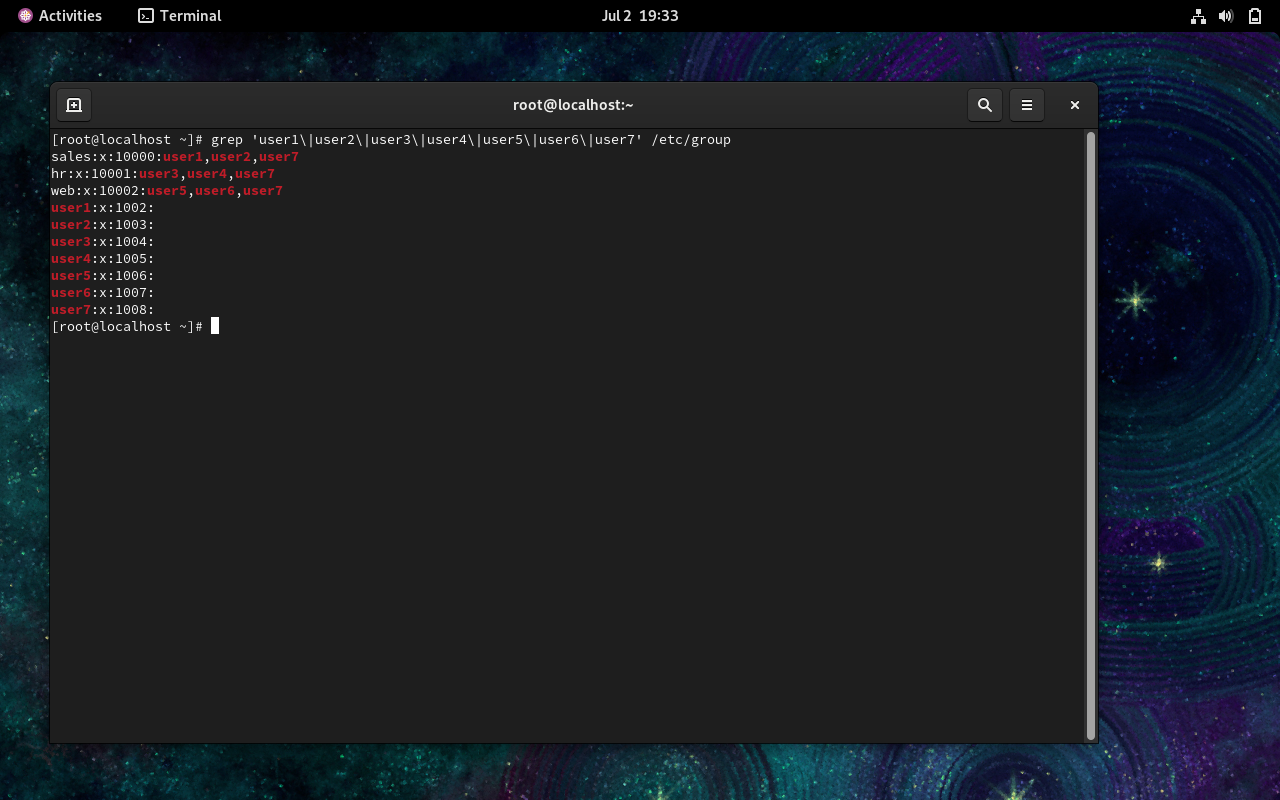 Activities Terminal Jul 2 19:33
root@localhost:~
[root@localhost ~]# grep 'user1\|user2\|user3\|user4\|user5\|user6\|user7' /etc/group
sales:x:10000:user1,user2,user7
hr:x:10001:user3,user4,user7
web:x:10002:user5,user6,user7
user1:x:1002:
user2:x:1003:
user3:x:1004:
user4:x:1005:
user5:x:1006:
user6:x:1007:
user7:x:1008:
[root@localhost ~]#